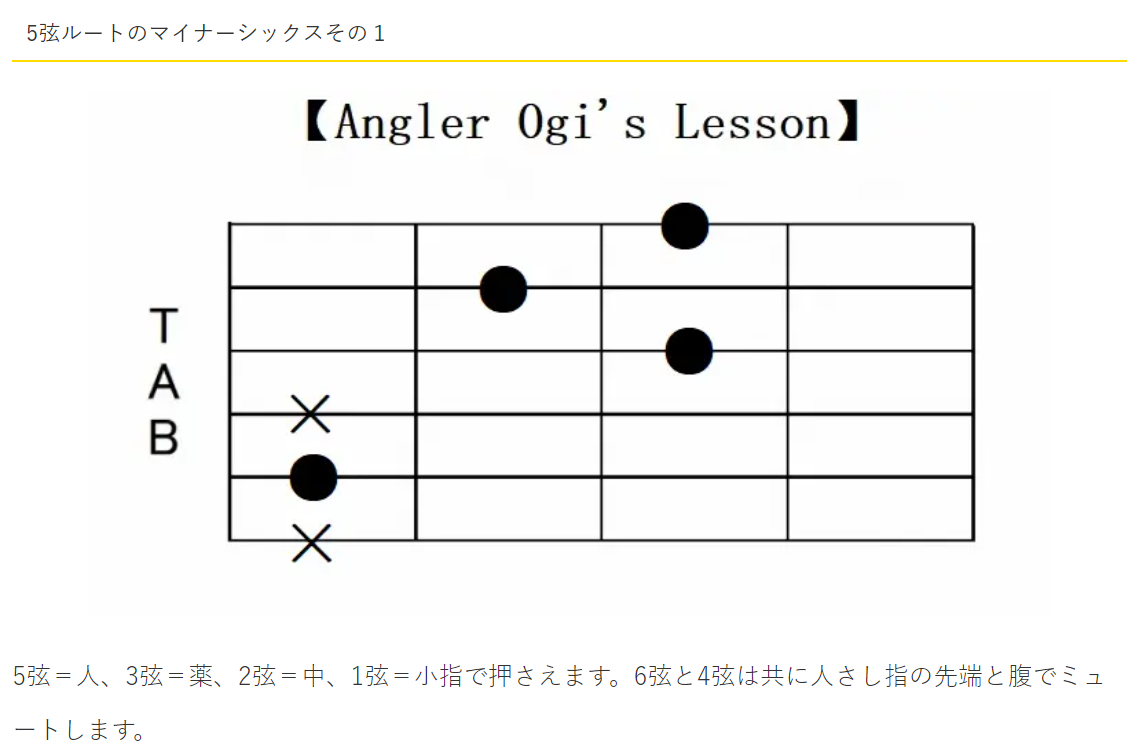 5弦ルートのマイナーシックスその１
【Angler Ogi's Lesson】
T
A
B
5弦＝人、3弦＝薬、2弦＝中、1弦＝小指で押さえます。6弦と4弦は共に人さし指の先端と腹でミュ
ートします。